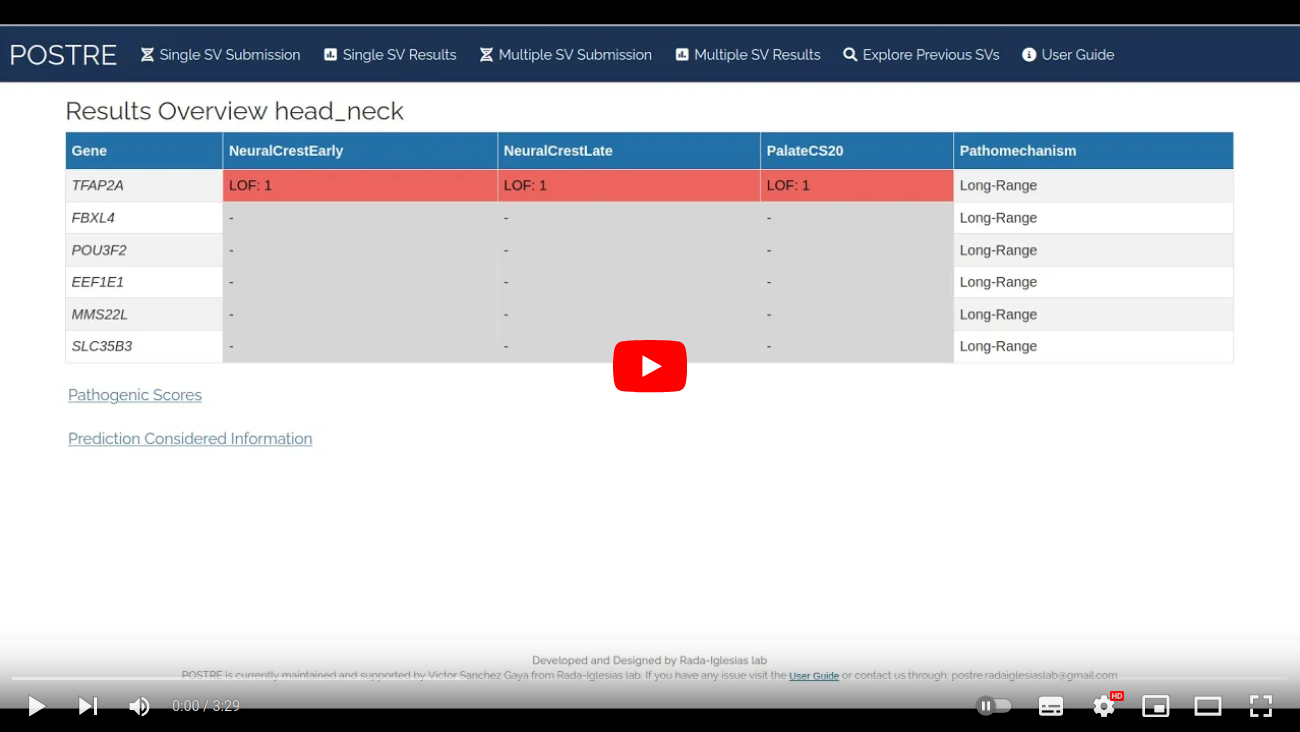 POSTRE Single SV Submission Single SV Results Multiple SV Submission Multiple SV Results Explore Previous SVs User Guide
Results Overview head_neck
Gene NeuralCrestEarly NeuralCrestLate PalateCS20 Pathomechanism
TFAP2A LOF: 1 LOF: 1 LOF: 1 Long-Range
FBXL4 - - - Long-Range
POU3F2 - - - Long-Range
EEF1E1 - - - Long-Range
MMS22L - - - Long-Range
SLC35B3 - - - Long-Range
Pathogenic Scores
Prediction Considered Information
Developed and Designed by Rada-Iglesias lab
POSTRE is currently maintained and supported by Víctor Sánchez Gaya from Rada-Iglesias lab. If you have any issue visit the User Guide or contact us through: postre.radaiglesiaslab@gmail.com
0:00 / 3:29 HD